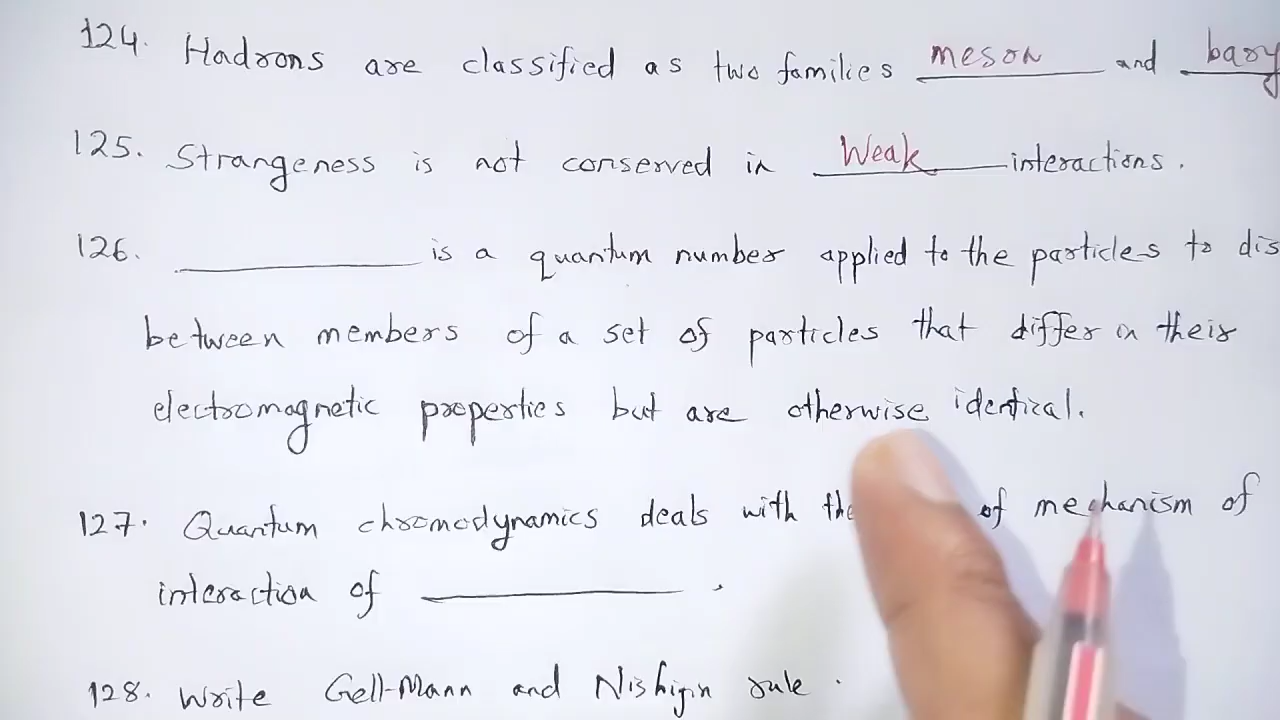 124. Hadrons are classified as two families meson and bary
125. Strangeness is not conserved in Weak interactions.
126. is a quantum number applied to the particles to dis
between members of a set of particles that differ in their
electromagnetic properties but are otherwise identical.
127. Quantum chromodynamics deals with of mechanism of
interaction of .
128. Write Gell-Mann and Nishijin rule.